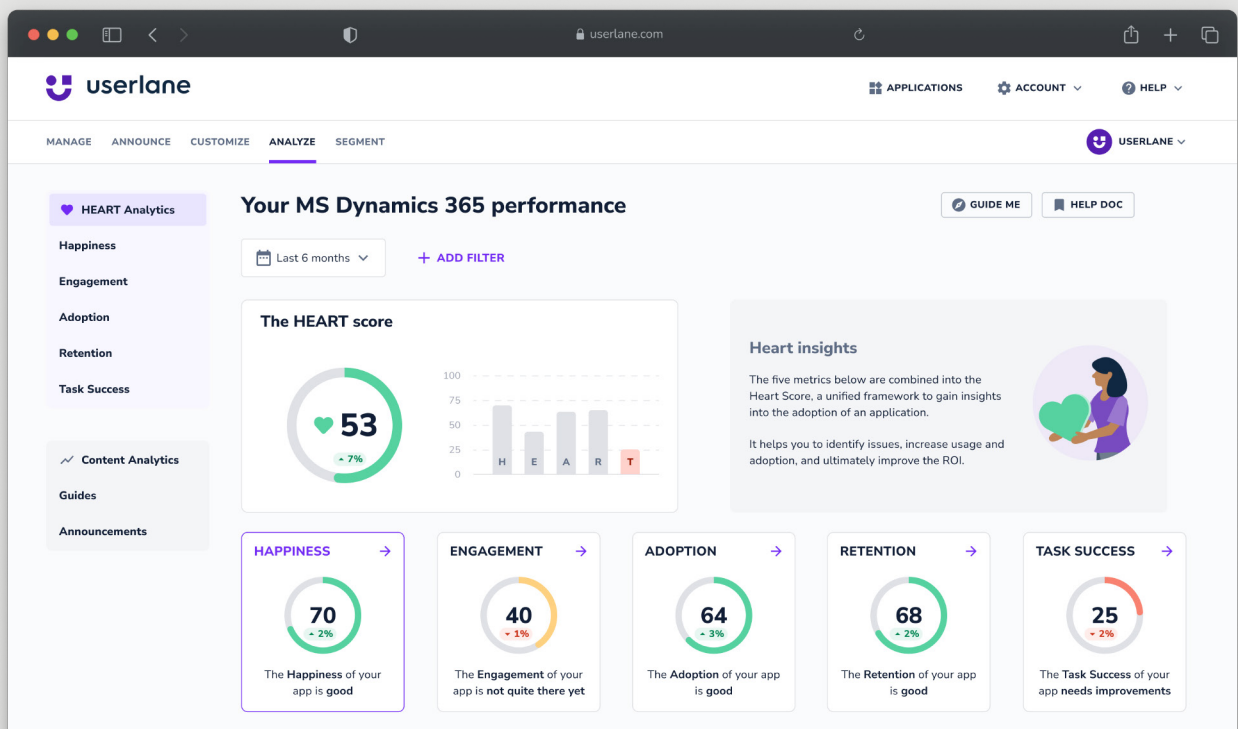 userlane.com
userlane
APPLICATIONS
ACCOUNT
HELP
MANAGE
ANNOUNCE
CUSTOMIZE
ANALYZE
SEGMENT
USERLANE
HEART Analytics
Happiness
Engagement
Adoption
Retention
Task Success
Content Analytics
Guides
Announcements
Your MS Dynamics 365 performance
GUIDE ME
HELP DOC
Last 6 months
+ ADD FILTER
The HEART score
53
7%
100
75
50
25
0
H
E
A
R
T
Heart insights
The five metrics below are combined into the
Heart Score, a unified framework to gain insights
into the adoption of an application.
It helps you to identify issues, increase usage and
adoption, and ultimately improve the ROI.
HAPPINESS
70
2%
The Happiness of your
app is good
ENGAGEMENT
40
1%
The Engagement of your
app is not quite there yet
ADOPTION
64
3%
The Adoption of your app
is good
RETENTION
68
2%
The Retention of your app
is good
TASK SUCCESS
25
2%
The Task Success of your
app needs improvements